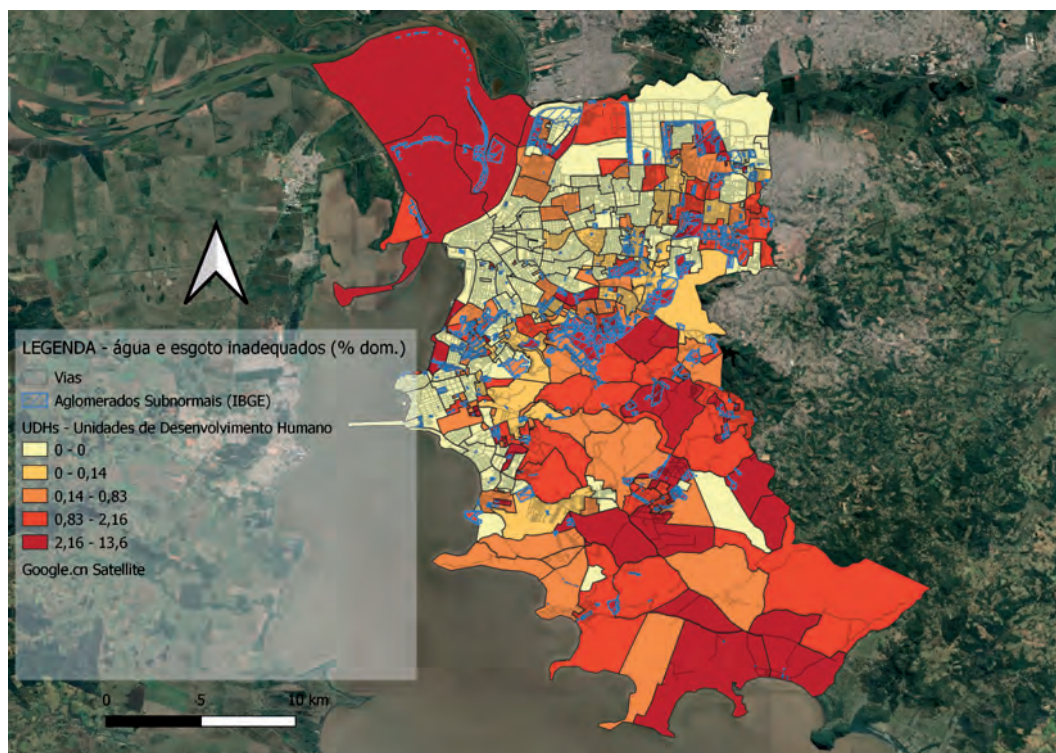 LEGENDA - água e esgoto inadequados (% dom.)
Vias
Aglomerados Subnormais (IBGE)
UDHs - Unidades de Desenvolvimento Humano
0 - 0
0 - 0,14
0,14 - 0,83
0,83 - 2,16
2,16 - 13,6
Google.cn Satellite
0 5 10 km